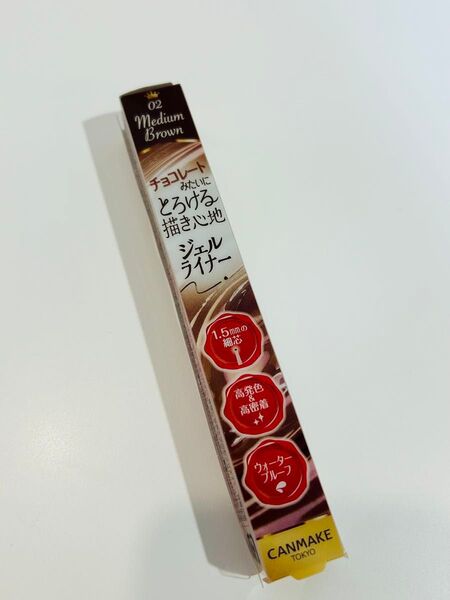 02
Medium
Brown
チョコレートみたいに
とろける
描き心地
ジェル
ライナー
1.5mmの
細芯
高発色
&
高密着
ウォーター
プルーフ
CANMAKE
TOKYO